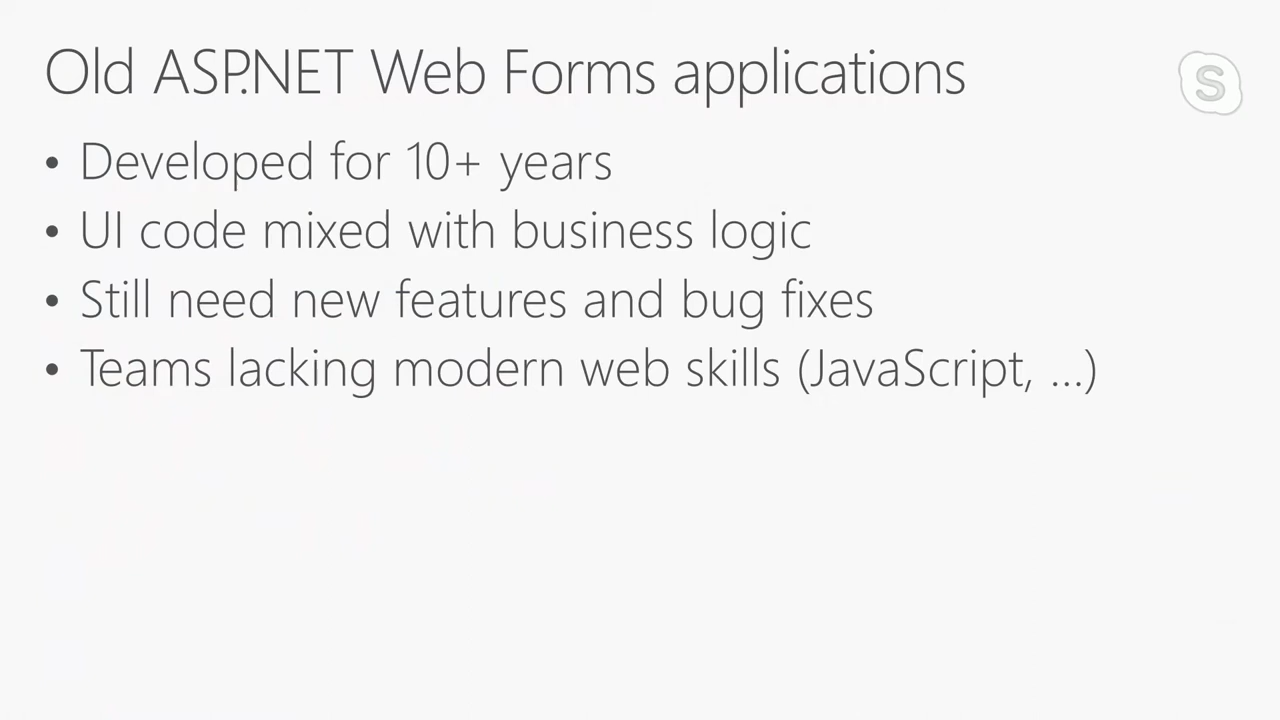 Old ASP.NET Web Forms applications
S
• Developed for 10+ years
• UI code mixed with business logic
• Still need new features and bug fixes
• Teams lacking modern web skills (JavaScript, ...)